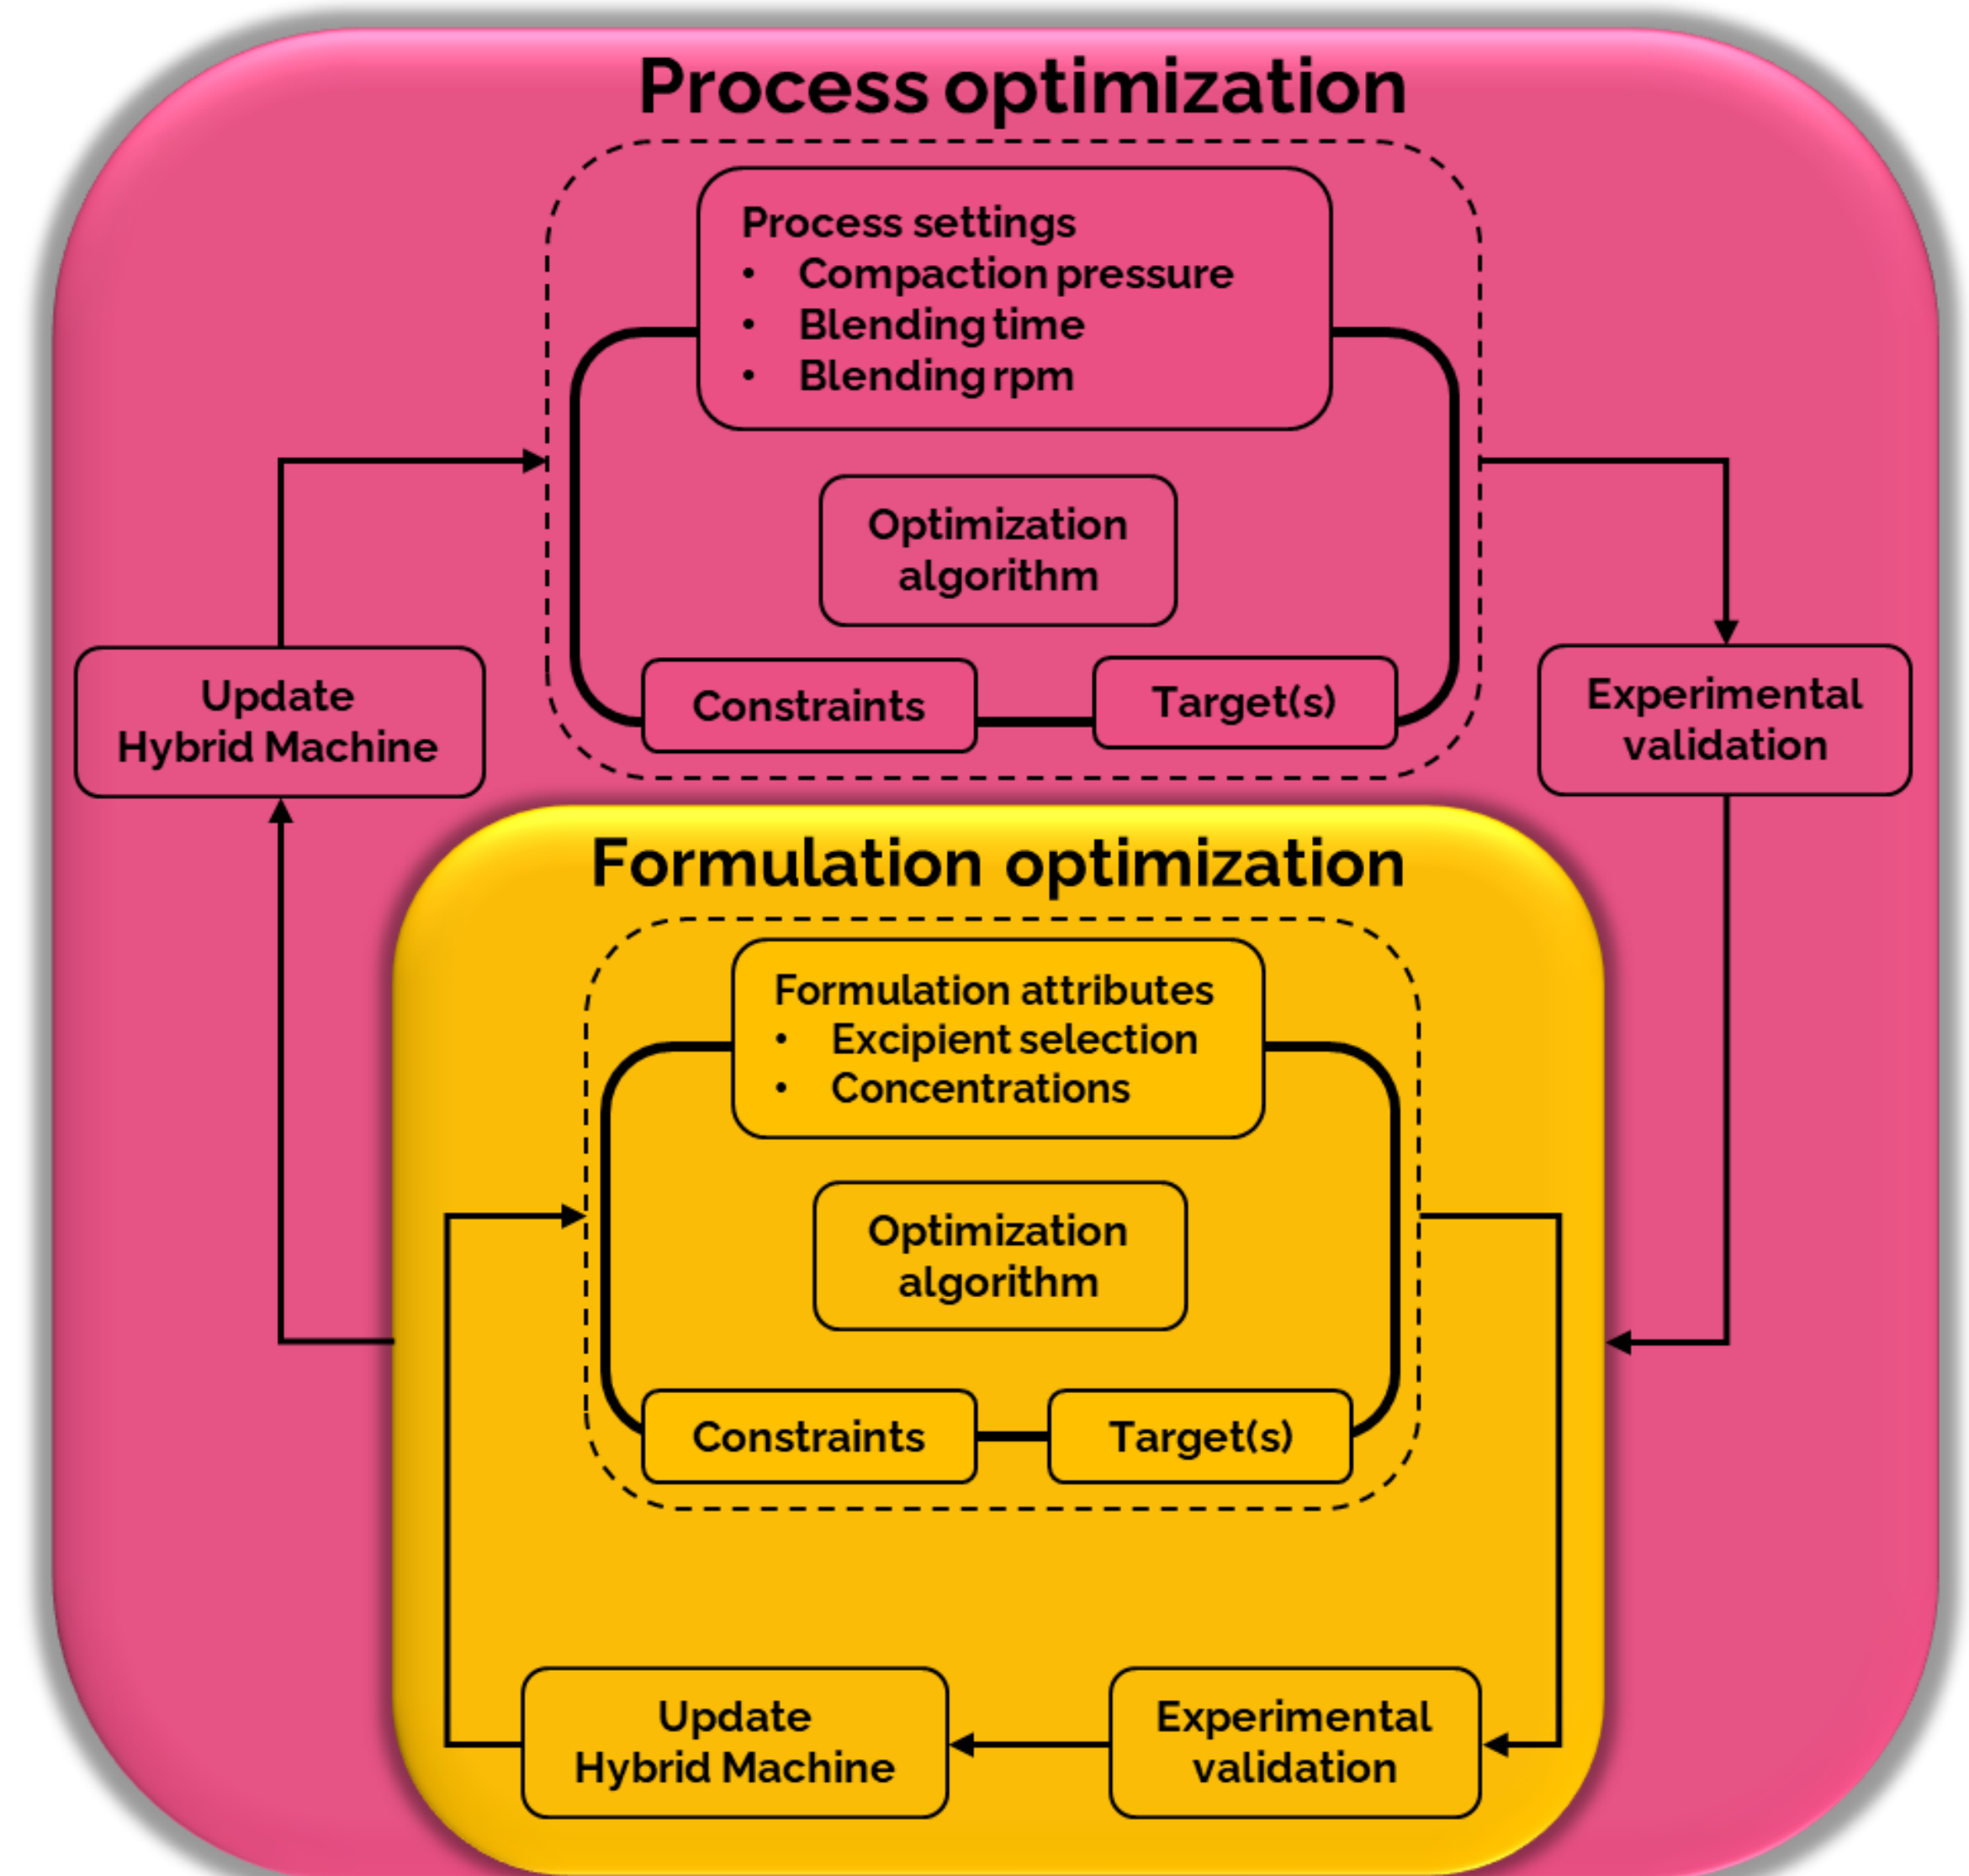 Process optimization
Process settings
• Compaction pressure
• Blending time
• Blending rpm
Optimization
algorithm
Constraints
Target(s)
Update
Hybrid Machine
Experimental
validation
Formulation optimization
Formulation attributes
• Excipient selection
• Concentrations
Optimization
algorithm
Constraints
Target(s)
Update
Hybrid Machine
Experimental
validation